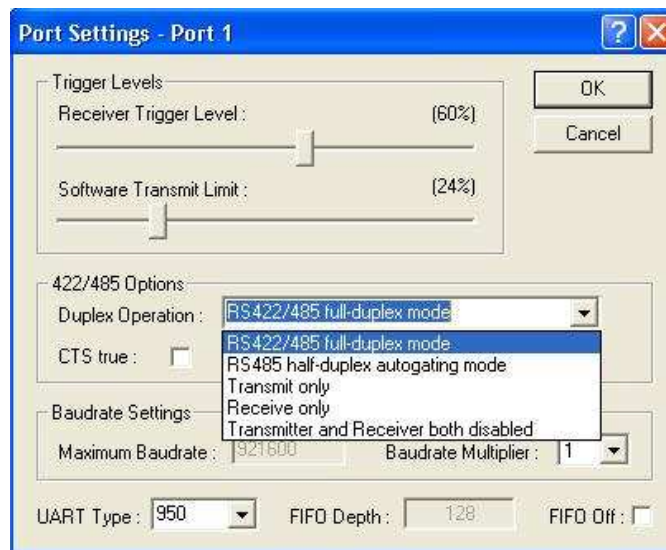 Port Settings - Port 1
?
X
Trigger Levels
Receiver Trigger Level : (60%)
OK
Cancel
Software Transmit Limit : (24%)
422/485 Options
Duplex Operation : RS422/485 full-duplex mode
RS422/485 full-duplex mode
CTS true :
RS485 half-duplex autogating mode
Transmit only
Receive only
Transmitter and Receiver both disabled
Baudrate Settings
Maximum Baudrate : 921600 Baudrate Multiplier : 1
UART Type : 950 FIFO Depth : 128 FIFO Off :